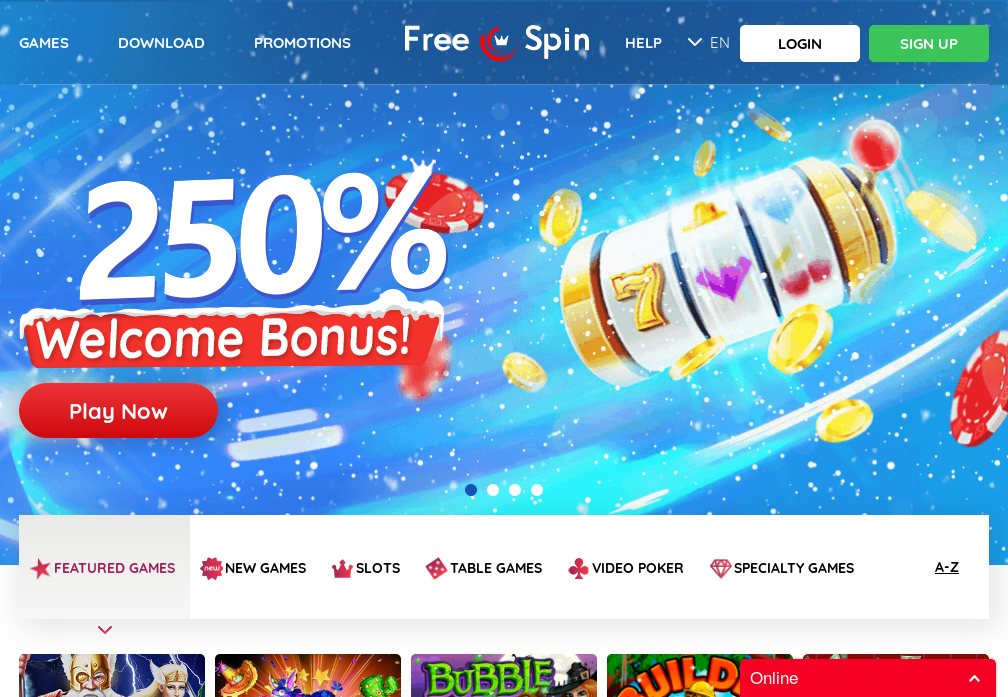 GAMES
DOWNLOAD
PROMOTIONS
Free Spin
HELP
EN
LOGIN
SIGN UP
250%
Welcome Bonus!
Play Now
7
FEATURED GAMES
new
NEW GAMES
SLOTS
TABLE GAMES
VIDEO POKER
SPECIALTY GAMES
A-Z
BUBBLE
Online